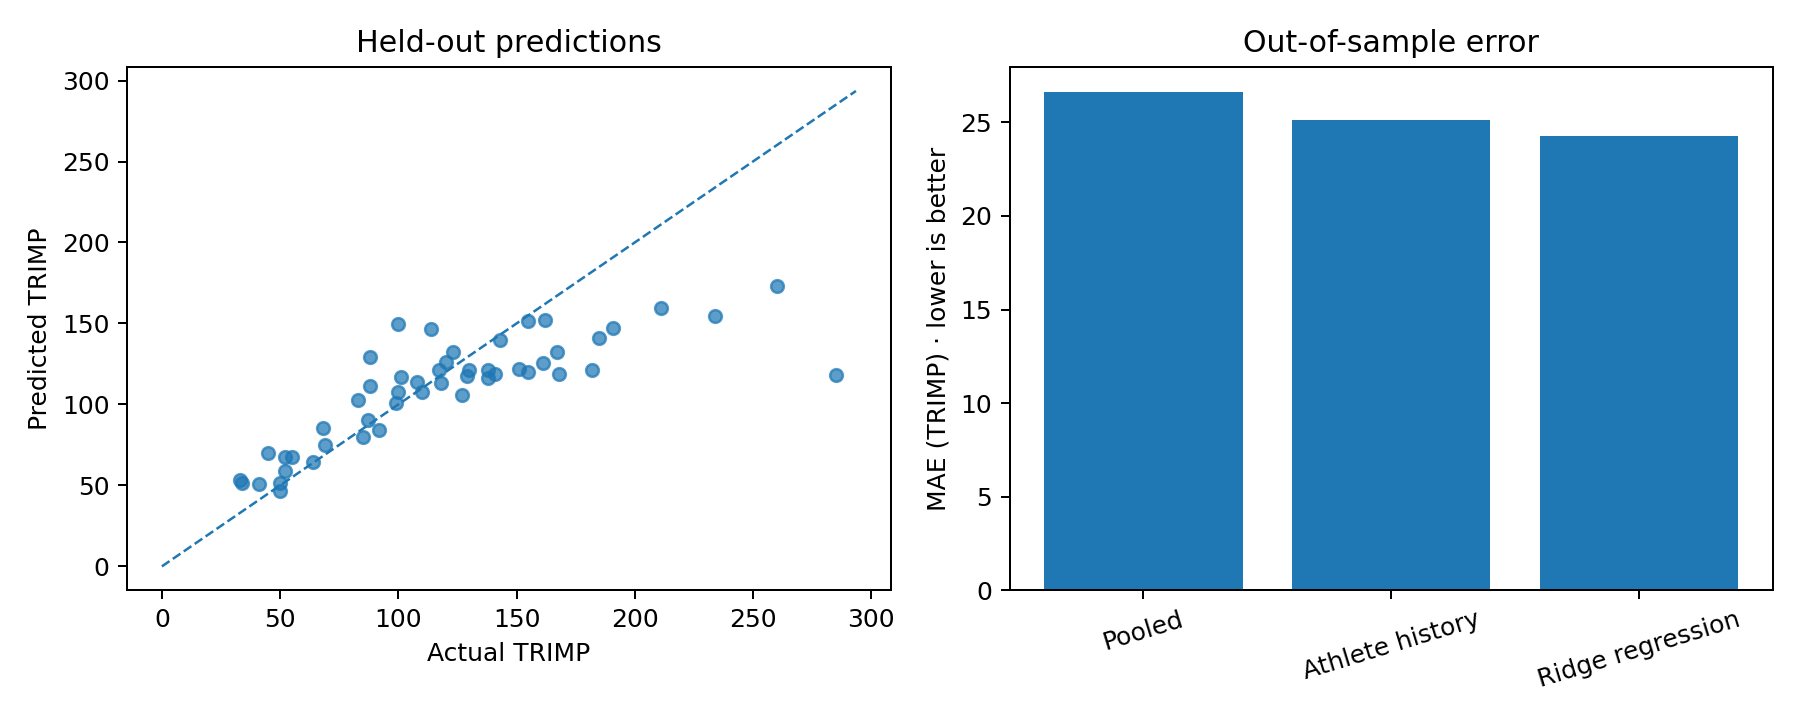 Held-out predictions
300
250
200
150
100
50
0
Predicted TRIMP
0 50 100 150 200 250 300
Actual TRIMP
Out-of-sample error
25
20
15
10
5
0
MAE (TRIMP) · lower is better
Pooled
Athlete history
Ridge regression